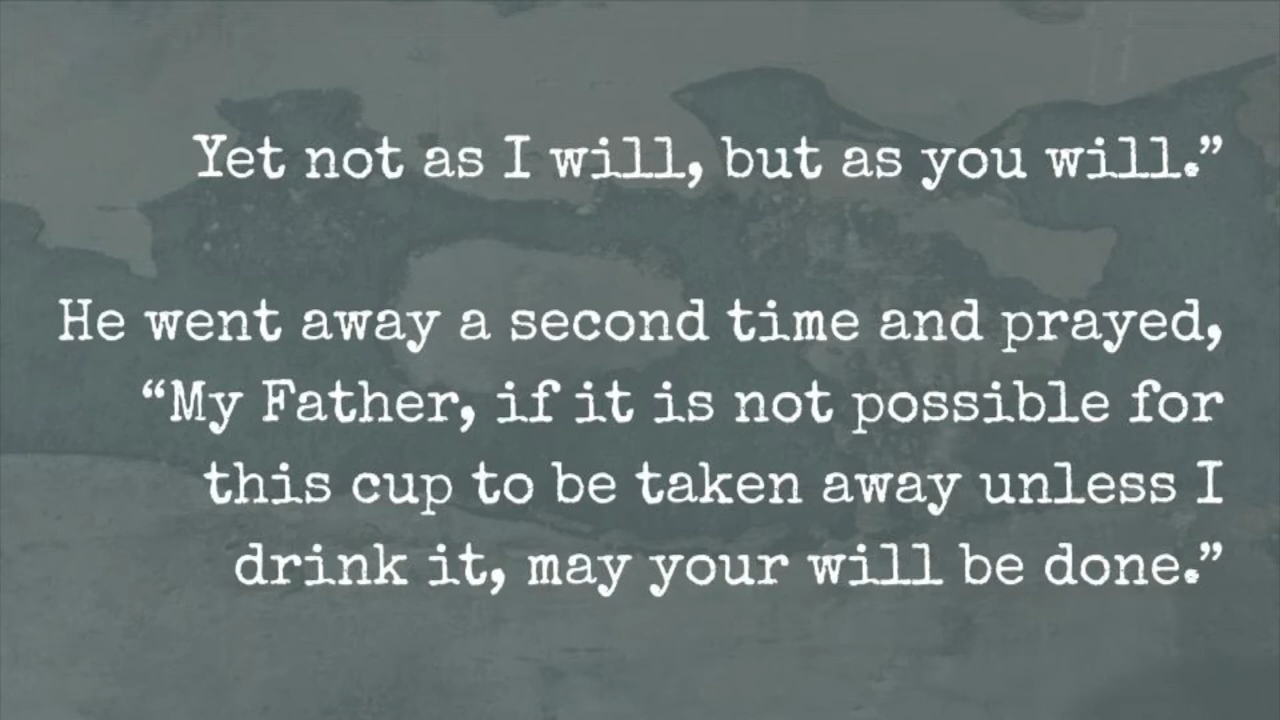 Yet not as I will, but as you will.”
He went away a second time and prayed,
“My Father, if it is not possible for
this cup to be taken away unless I
drink it, may your will be done.”